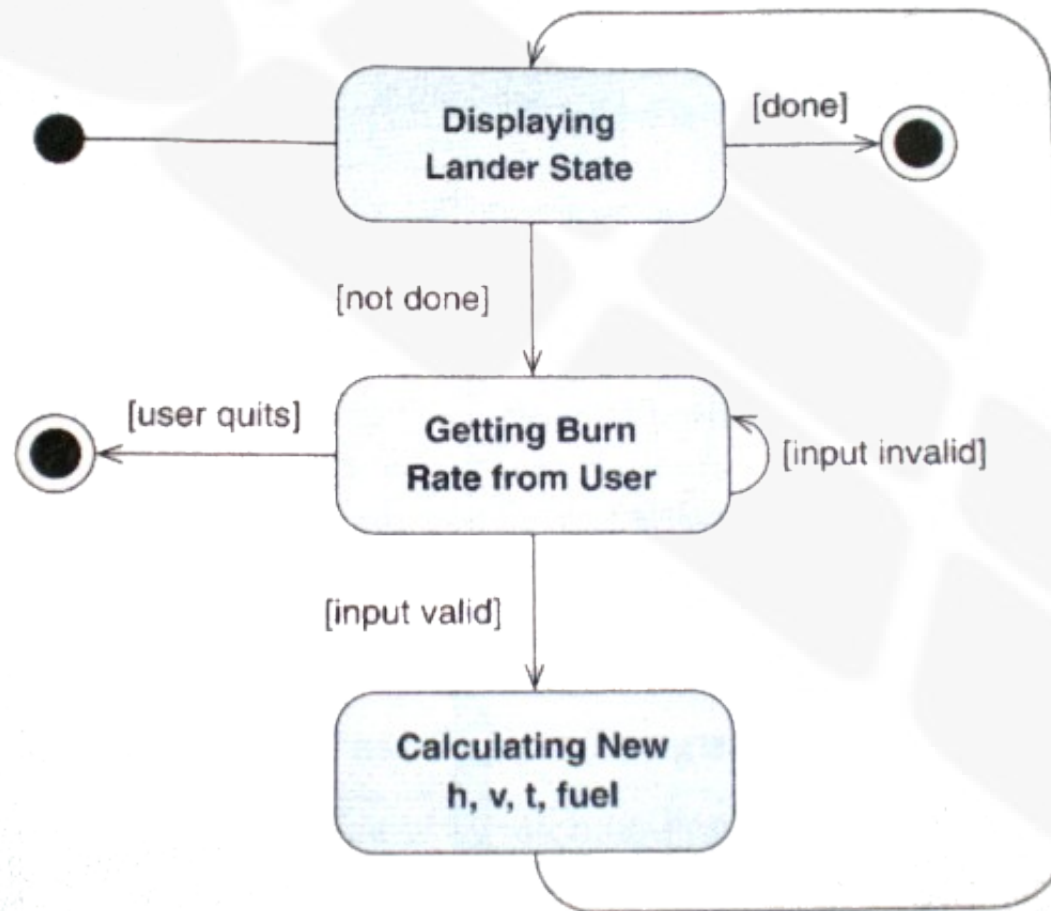 Displaying
Lander State
[done]
[not done]
[user quits]
Getting Burn
Rate from User
[input invalid]
[input valid]
Calculating New
h, v, t, fuel